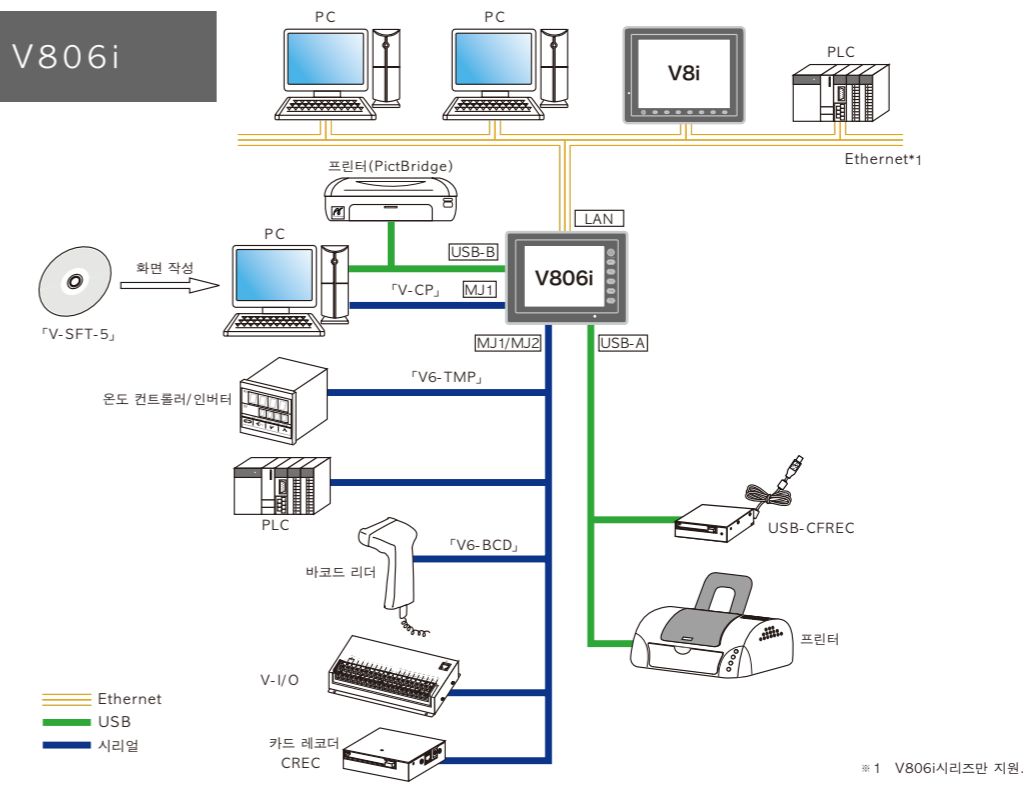 V806i
PC
PC
V8i
PLC
Ethernet*1
프린터(PictBridge)
LAN
PC
USB-B
화면 작성
「V-CP」
MJ1
V806i
「V-SFT-5」
MJ1/MJ2
USB-A
「V6-TMP」
온도 컨트롤러/인버터
PLC
USB-CFREC
「V6-BCD」
바코드 리더
프린터
V-I/O
Ethernet
USB
시리얼
카드 레코더
CREC
※1 V806i시리즈만 지원.